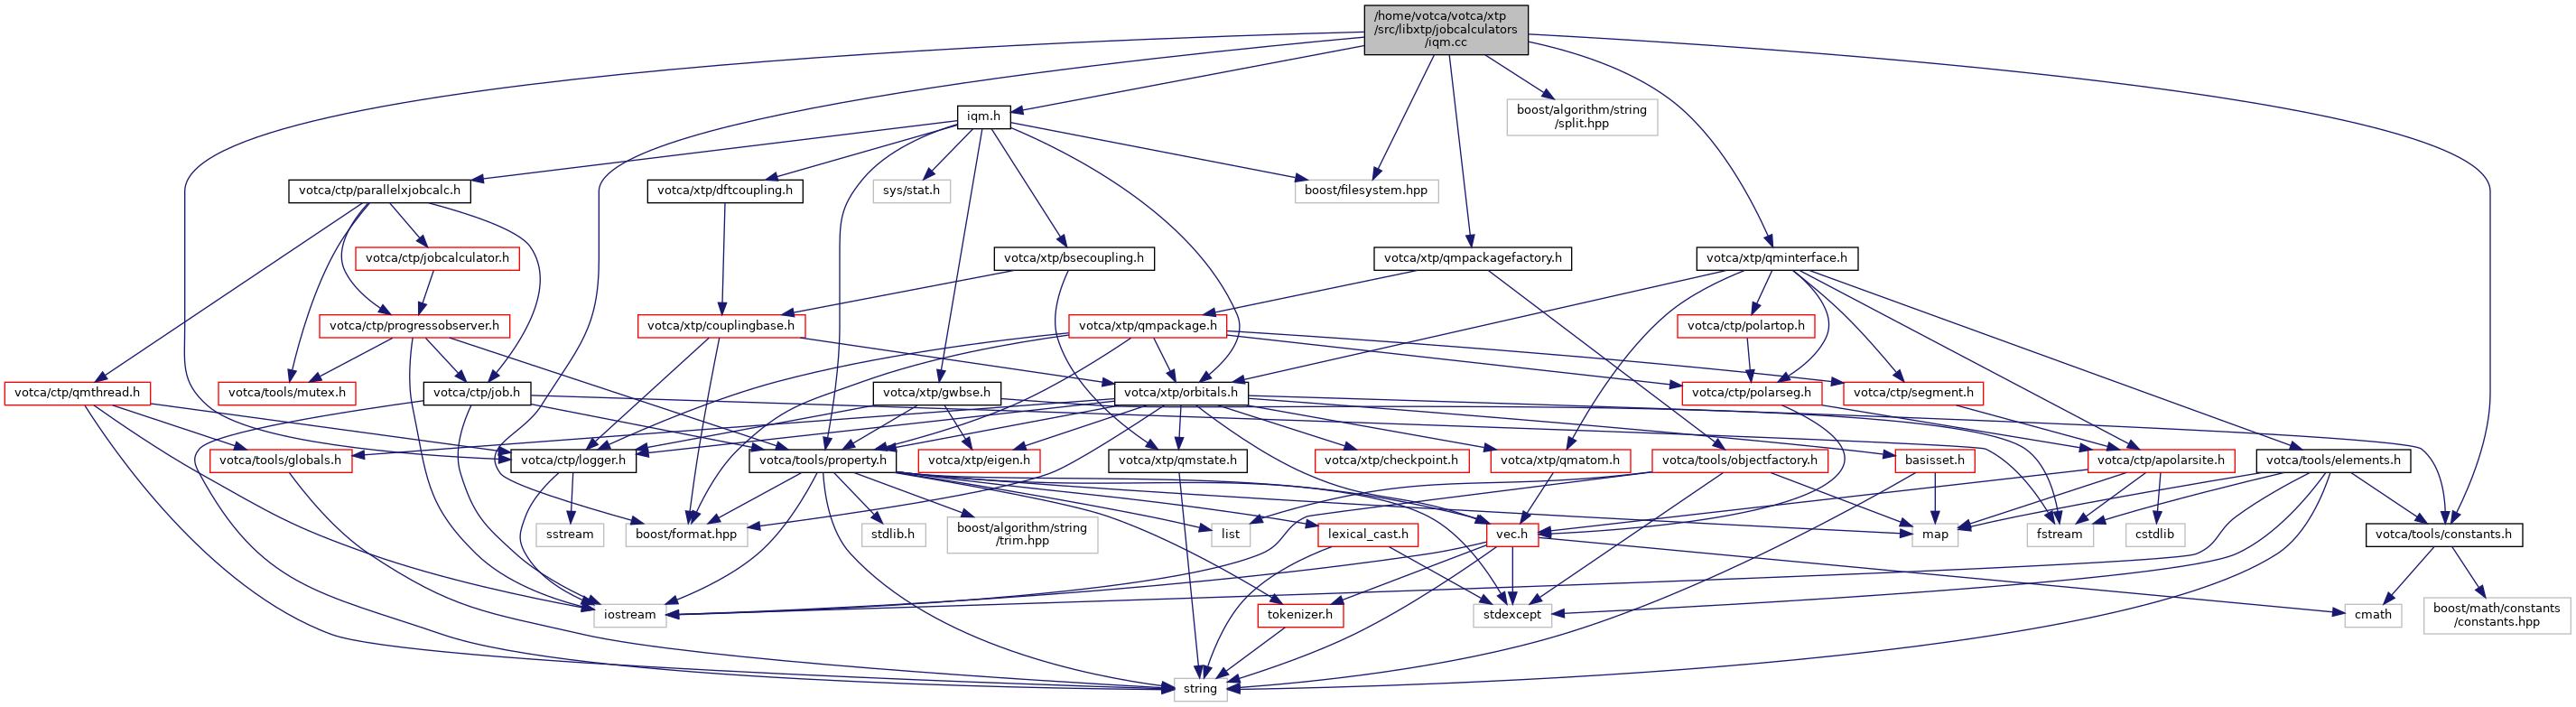 /home/votca/votca/xtp
/src/libxtp/jobcalculators
/iqm.cc
iqm.h
boost/algorithm/string
/split.hpp
votca/ctp/parallelxjobcalc.h
votca/xtp/dftcoupling.h
sys/stat.h
boost/filesystem.hpp
votca/ctp/jobcalculator.h
votca/xtp/bsecoupling.h
votca/xtp/qmpackagefactory.h
votca/xtp/qminterface.h
votca/ctp/progressobserver.h
votca/xtp/couplingbase.h
votca/xtp/qmpackage.h
votca/ctp/polartop.h
votca/ctp/qmthread.h
votca/tools/mutex.h
votca/ctp/job.h
votca/xtp/gwbse.h
votca/xtp/orbitals.h
votca/ctp/polarseg.h
votca/ctp/segment.h
votca/tools/globals.h
votca/ctp/logger.h
votca/tools/property.h
votca/xtp/eigen.h
votca/xtp/qmstate.h
votca/xtp/checkpoint.h
votca/xtp/qmatom.h
votca/tools/objectfactory.h
basisset.h
votca/ctp/apolarsite.h
votca/tools/elements.h
sstream
boost/format.hpp
stdlib.h
boost/algorithm/string
/trim.hpp
list
lexical_cast.h
vec.h
map
fstream
cstdlib
votca/tools/constants.h
iostream
tokenizer.h
stdexcept
cmath
boost/math/constants
/constants.hpp
string